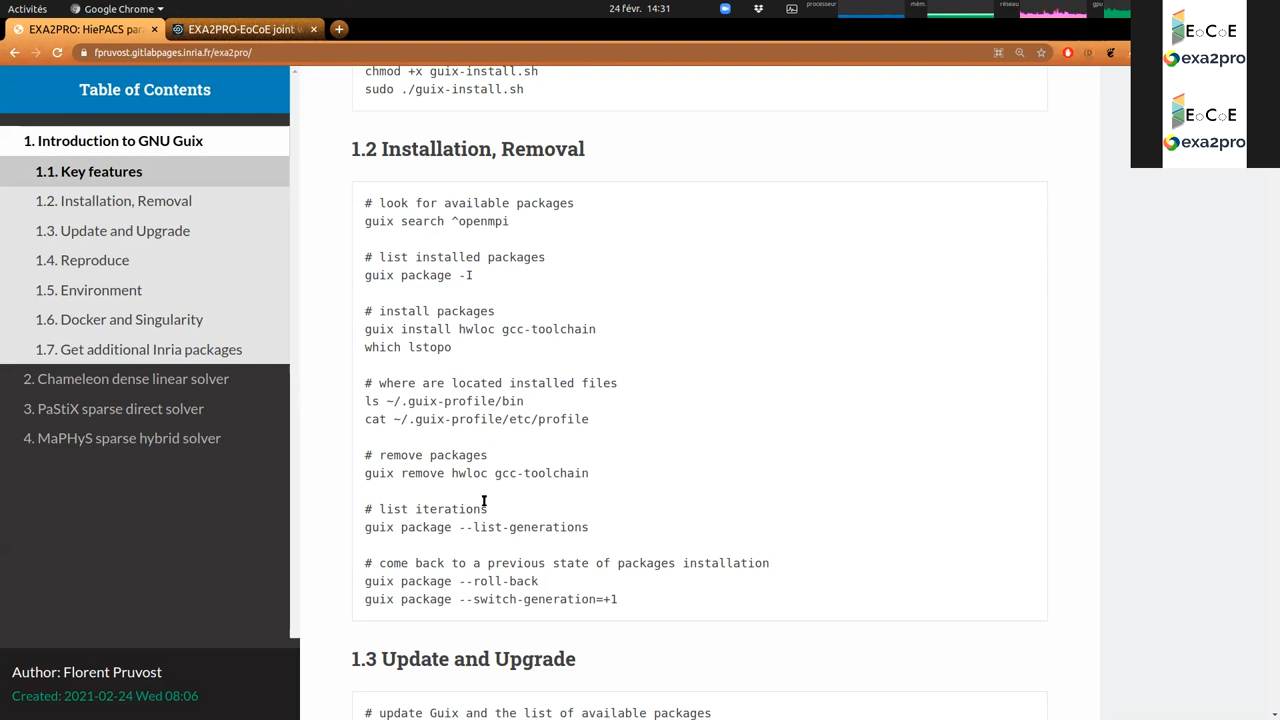 Activités
Google Chrome
24 févr. 14:31
processeur
mém.
réseau
gpu
EXA2PRO: HiePACS pa
EXA2PRO-EoCoE joint w
fpruvost.gitlabpages.inria.fr/exa2pro/
EoCoE
exa2pro
EoCoE
exa2pro
Table of Contents
1. Introduction to GNU Guix
1.1. Key features
1.2. Installation, Removal
1.3. Update and Upgrade
1.4. Reproduce
1.5. Environment
1.6. Docker and Singularity
1.7. Get additional Inria packages
2. Chameleon dense linear solver
3. PaStiX sparse direct solver
4. MaPHyS sparse hybrid solver
Author: Florent Pruvost
Created: 2021-02-24 Wed 08:06
chmod +x guix-install.sh
sudo ./guix-install.sh
1.2 Installation, Removal
# look for available packages
guix search ^openmpi
# list installed packages
guix package -I
# install packages
guix install hwloc gcc-toolchain
which lstopo
# where are located installed files
ls ~/.guix-profile/bin
cat ~/.guix-profile/etc/profile
# remove packages
guix remove hwloc gcc-toolchain
# list iterations
guix package --list-generations
# come back to a previous state of packages installation
guix package --roll-back
guix package --switch-generation=+1
1.3 Update and Upgrade
# update Guix and the list of available packages